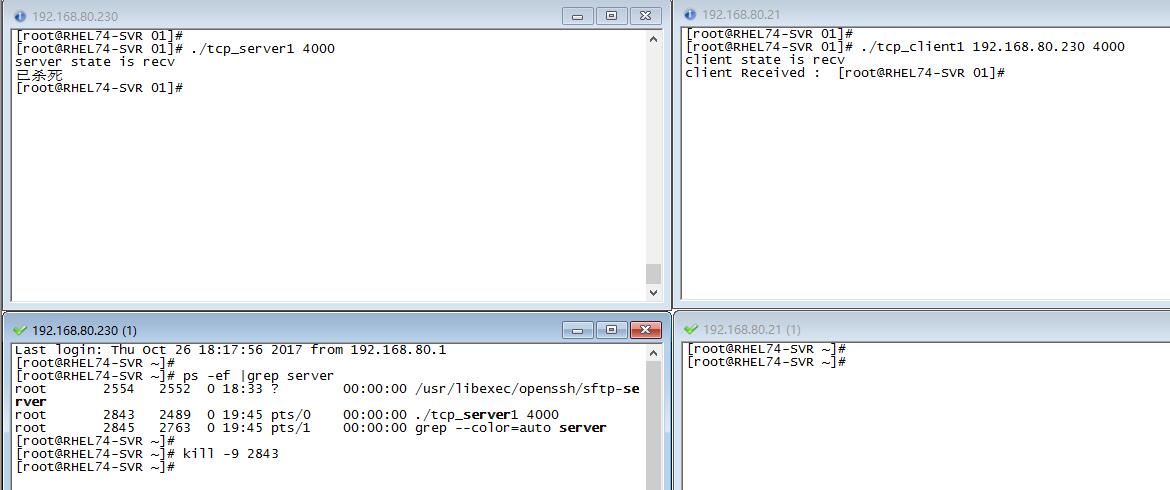 192.168.80.230
[root@RHEL74-SVR 01]#
[root@RHEL74-SVR 01]# ./tcp_server1 4000
server state is recv
已杀死
[root@RHEL74-SVR 01]#
192.168.80.21
[root@RHEL74-SVR 01]#
[root@RHEL74-SVR 01]# ./tcp_client1 192.168.80.230 4000
client state is recv
client Received :  [root@RHEL74-SVR 01]#
192.168.80.230 (1)
Last login: Thu Oct 26 18:17:56 2017 from 192.168.80.1
[root@RHEL74-SVR ~]#
[root@RHEL74-SVR ~]# ps -ef |grep server
root       2554   2552  0 18:33 ?        00:00:00 /usr/libexec/openssh/sftp-se
rver
root       2843   2489  0 19:45 pts/0    00:00:00 ./tcp_server1 4000
root       2845   2763  0 19:45 pts/1    00:00:00 grep --color=auto server
[root@RHEL74-SVR ~]#
[root@RHEL74-SVR ~]# kill -9 2843
[root@RHEL74-SVR ~]#
192.168.80.21 (1)
[root@RHEL74-SVR ~]#
[root@RHEL74-SVR ~]#